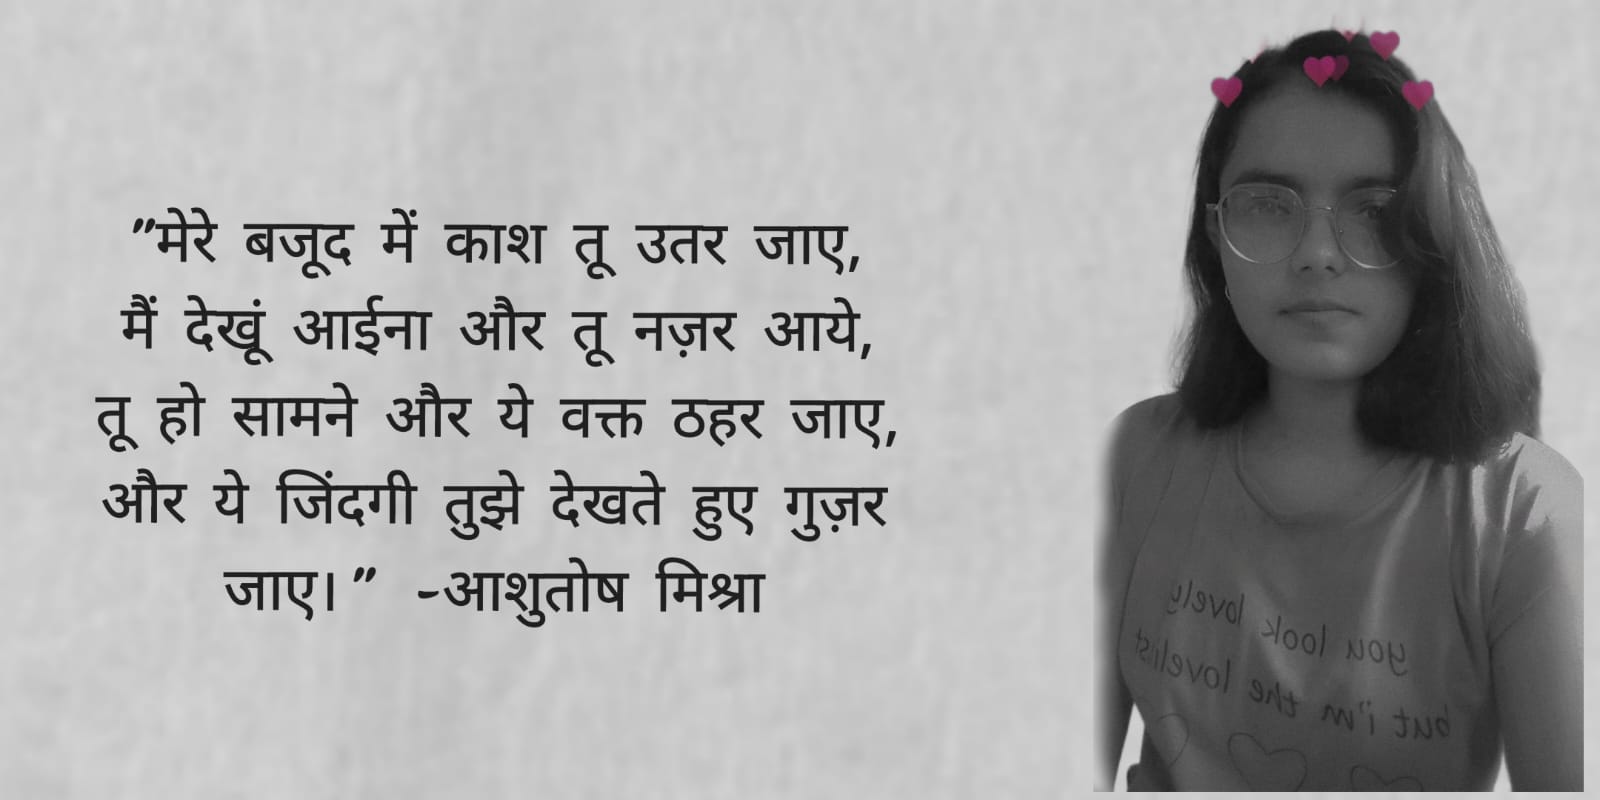 "मेरे बजूद में काश तू उतर जाए,
मैं देखूं आईना और तू नज़र आये,
तू हो सामने और ये वक्त ठहर जाए,
और ये जिंदगी तुझे देखते हुए गुज़र
जाए।" -आशुतोष मिश्रा
you look lovely
but i'm the lovelist